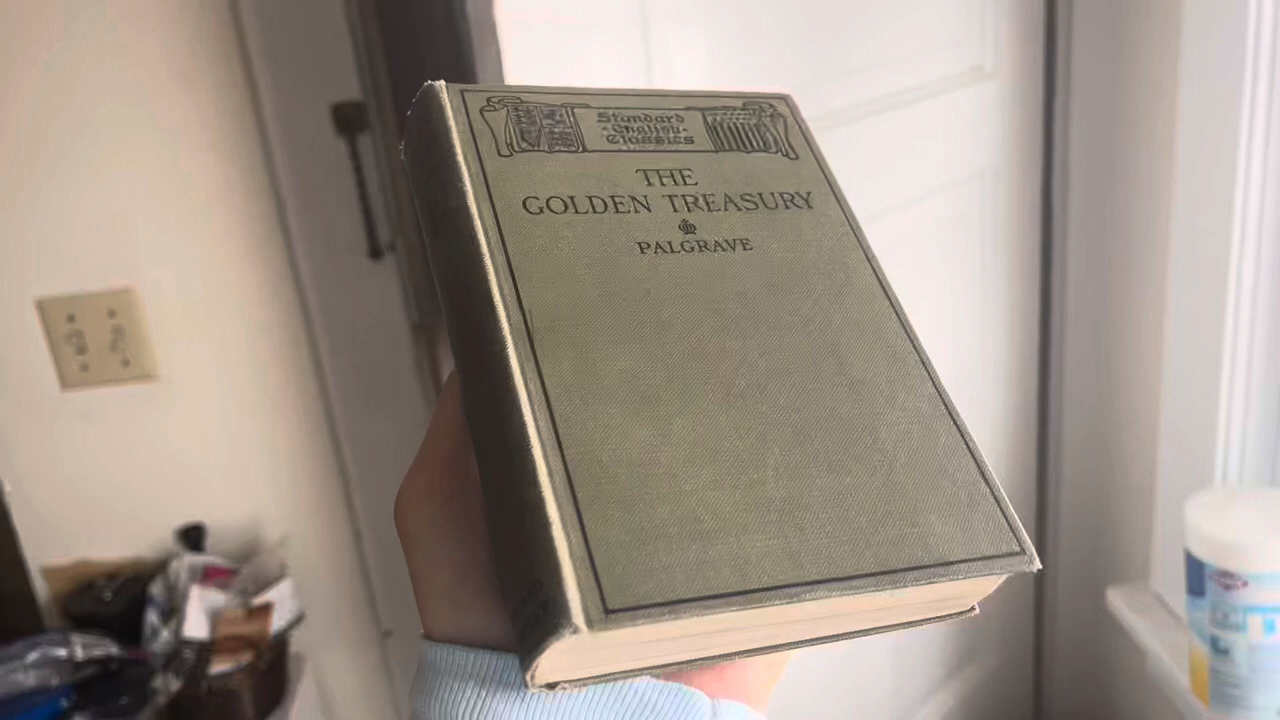 Standard
English
Classics
THE
GOLDEN TREASURY
PALGRAVE